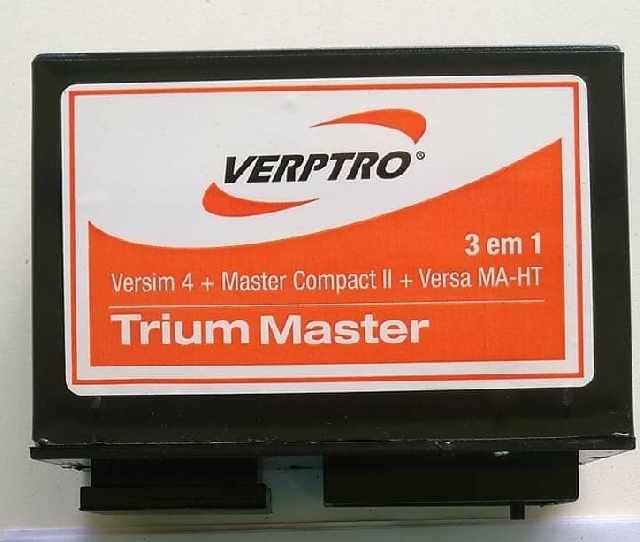 VERPTRO®
3 em 1
Versim 4 + Master Compact II + Versa MA-HT
Trium Master